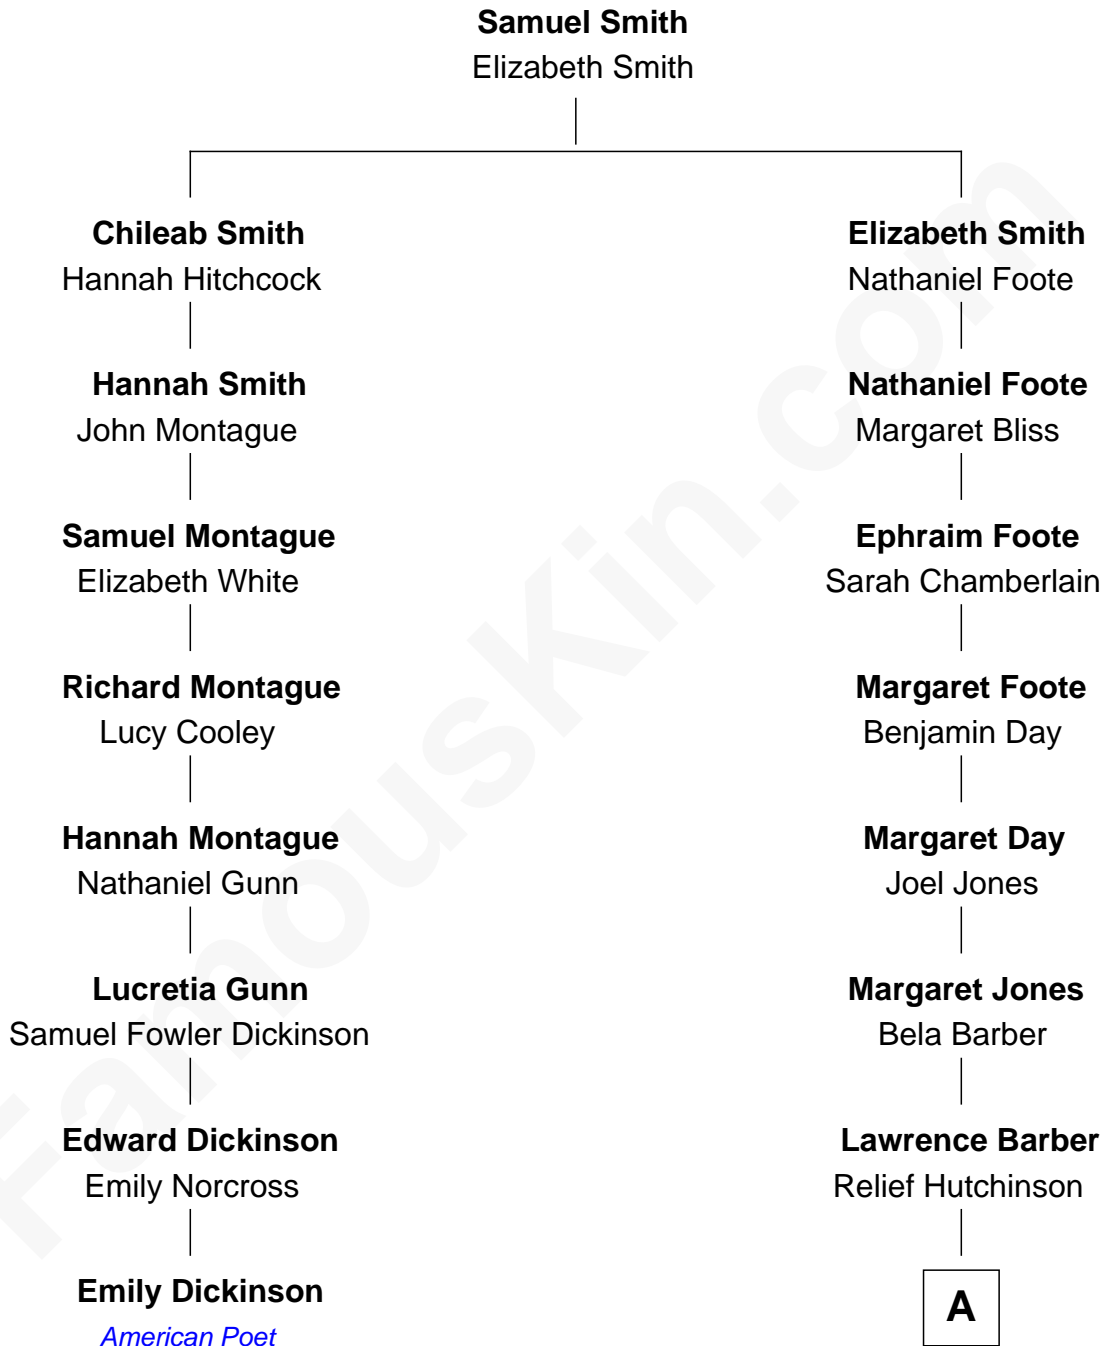 Samuel Smith
Elizabeth Smith
Chileab Smith
Hannah Hitchcock
Elizabeth Smith
Nathaniel Foote
Hannah Smith
John Montague
Nathaniel Foote
Margaret Bliss
Samuel Montague
Elizabeth White
Ephraim Foote
Sarah Chamberlain
Richard Montague
Lucy Cooley
Margaret Foote
Benjamin Day
Hannah Montague
Nathaniel Gunn
Margaret Day
Joel Jones
Lucretia Gunn
Samuel Fowler Dickinson
Margaret Jones
Bela Barber
Edward Dickinson
Emily Norcross
Lawrence Barber
Relief Hutchinson
Emily Dickinson
American Poet
A
FamousKin.com